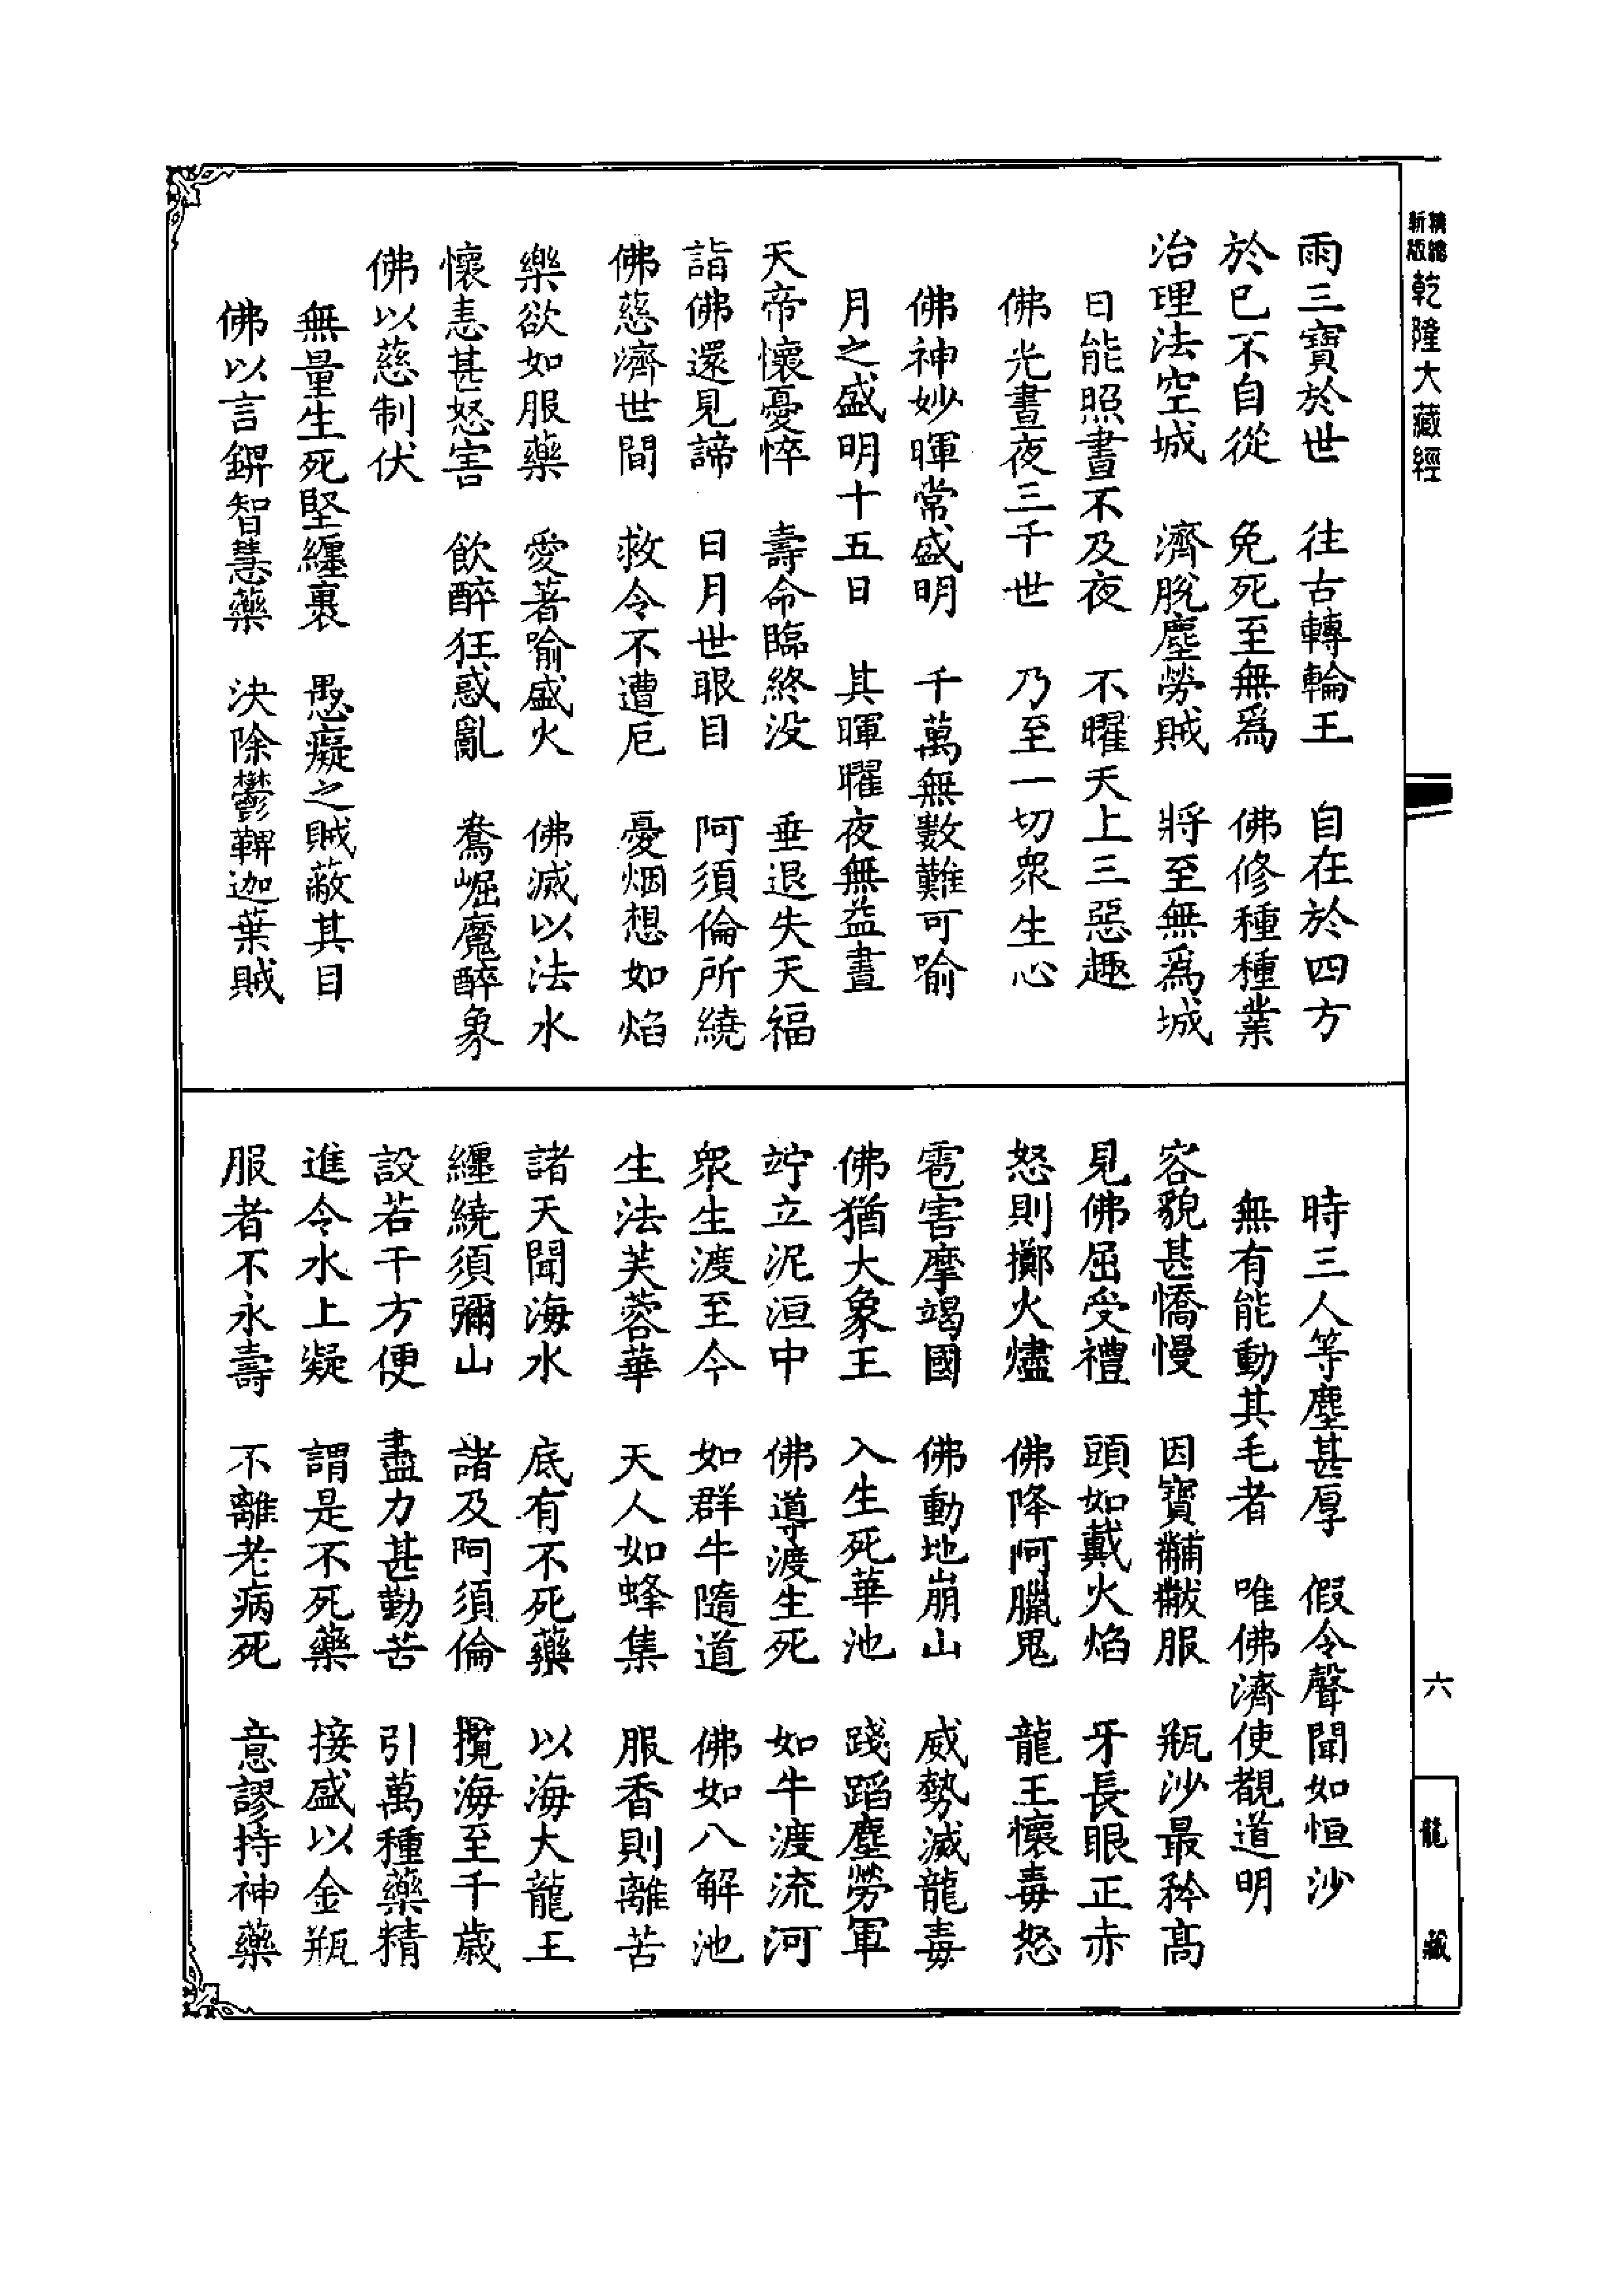 新版精縮乾隆大藏經
雨三寶於世 往古轉輪王 自在於四方
於已不自從 免死至無爲 佛修種種業
治理法空城 濟脫塵勞賊 將至無爲城
日能照晝不及夜 不曜天上三惡趣
佛光晝夜三千世 乃至一切衆生心
佛神妙暉常盛明 千萬無數難可喻
月之盛明十五日 其暉曜夜無益晝
天帝懷憂悴 壽命臨終没 垂退失天福
詣佛還見諦 日月世眼目 阿須倫所繞
佛慈濟世間 救令不遭厄 憂烟想如焰
樂欲如服藥 愛著喻盛火 佛滅以法水
懷恚甚怒害 飲醉狂惑亂 鴦崛魔醉象
佛以慈制伏
無量生死堅纏裹 愚癡之賊蔽其目
佛以言錍智慧藥 決除鬱鞞迦葉賊
時三人等塵甚厚 假令聲聞如恒沙
無有能動其毛者 唯佛濟使覩道明
容貌甚憍慢 因寶黼黻服 瓶沙最矜高
見佛屈受禮 頭如戴火焰 牙長眼正赤
怒則擲火燼 佛降阿臘鬼 龍王懷毒怒
雹害摩竭國 佛動地崩山 威勢滅龍毒
佛猶大象王 入生死華池 踐蹈塵勞軍
竚立泥洹中 佛導渡生死 如牛渡流河
衆生渡至今 如群牛隨道 佛如八解池
生法芙蓉華 天人如蜂集 服香則離苦
諸天聞海水 底有不死藥 以海大龍王
纏繞須彌山 諸及阿須倫 攪海至千歲
設若干方便 盡力甚勤苦 引萬種藥精
進令水上凝 謂是不死藥 接盛以金瓶
服者不永壽 不離老病死 意謬持神藥
六
龍藏